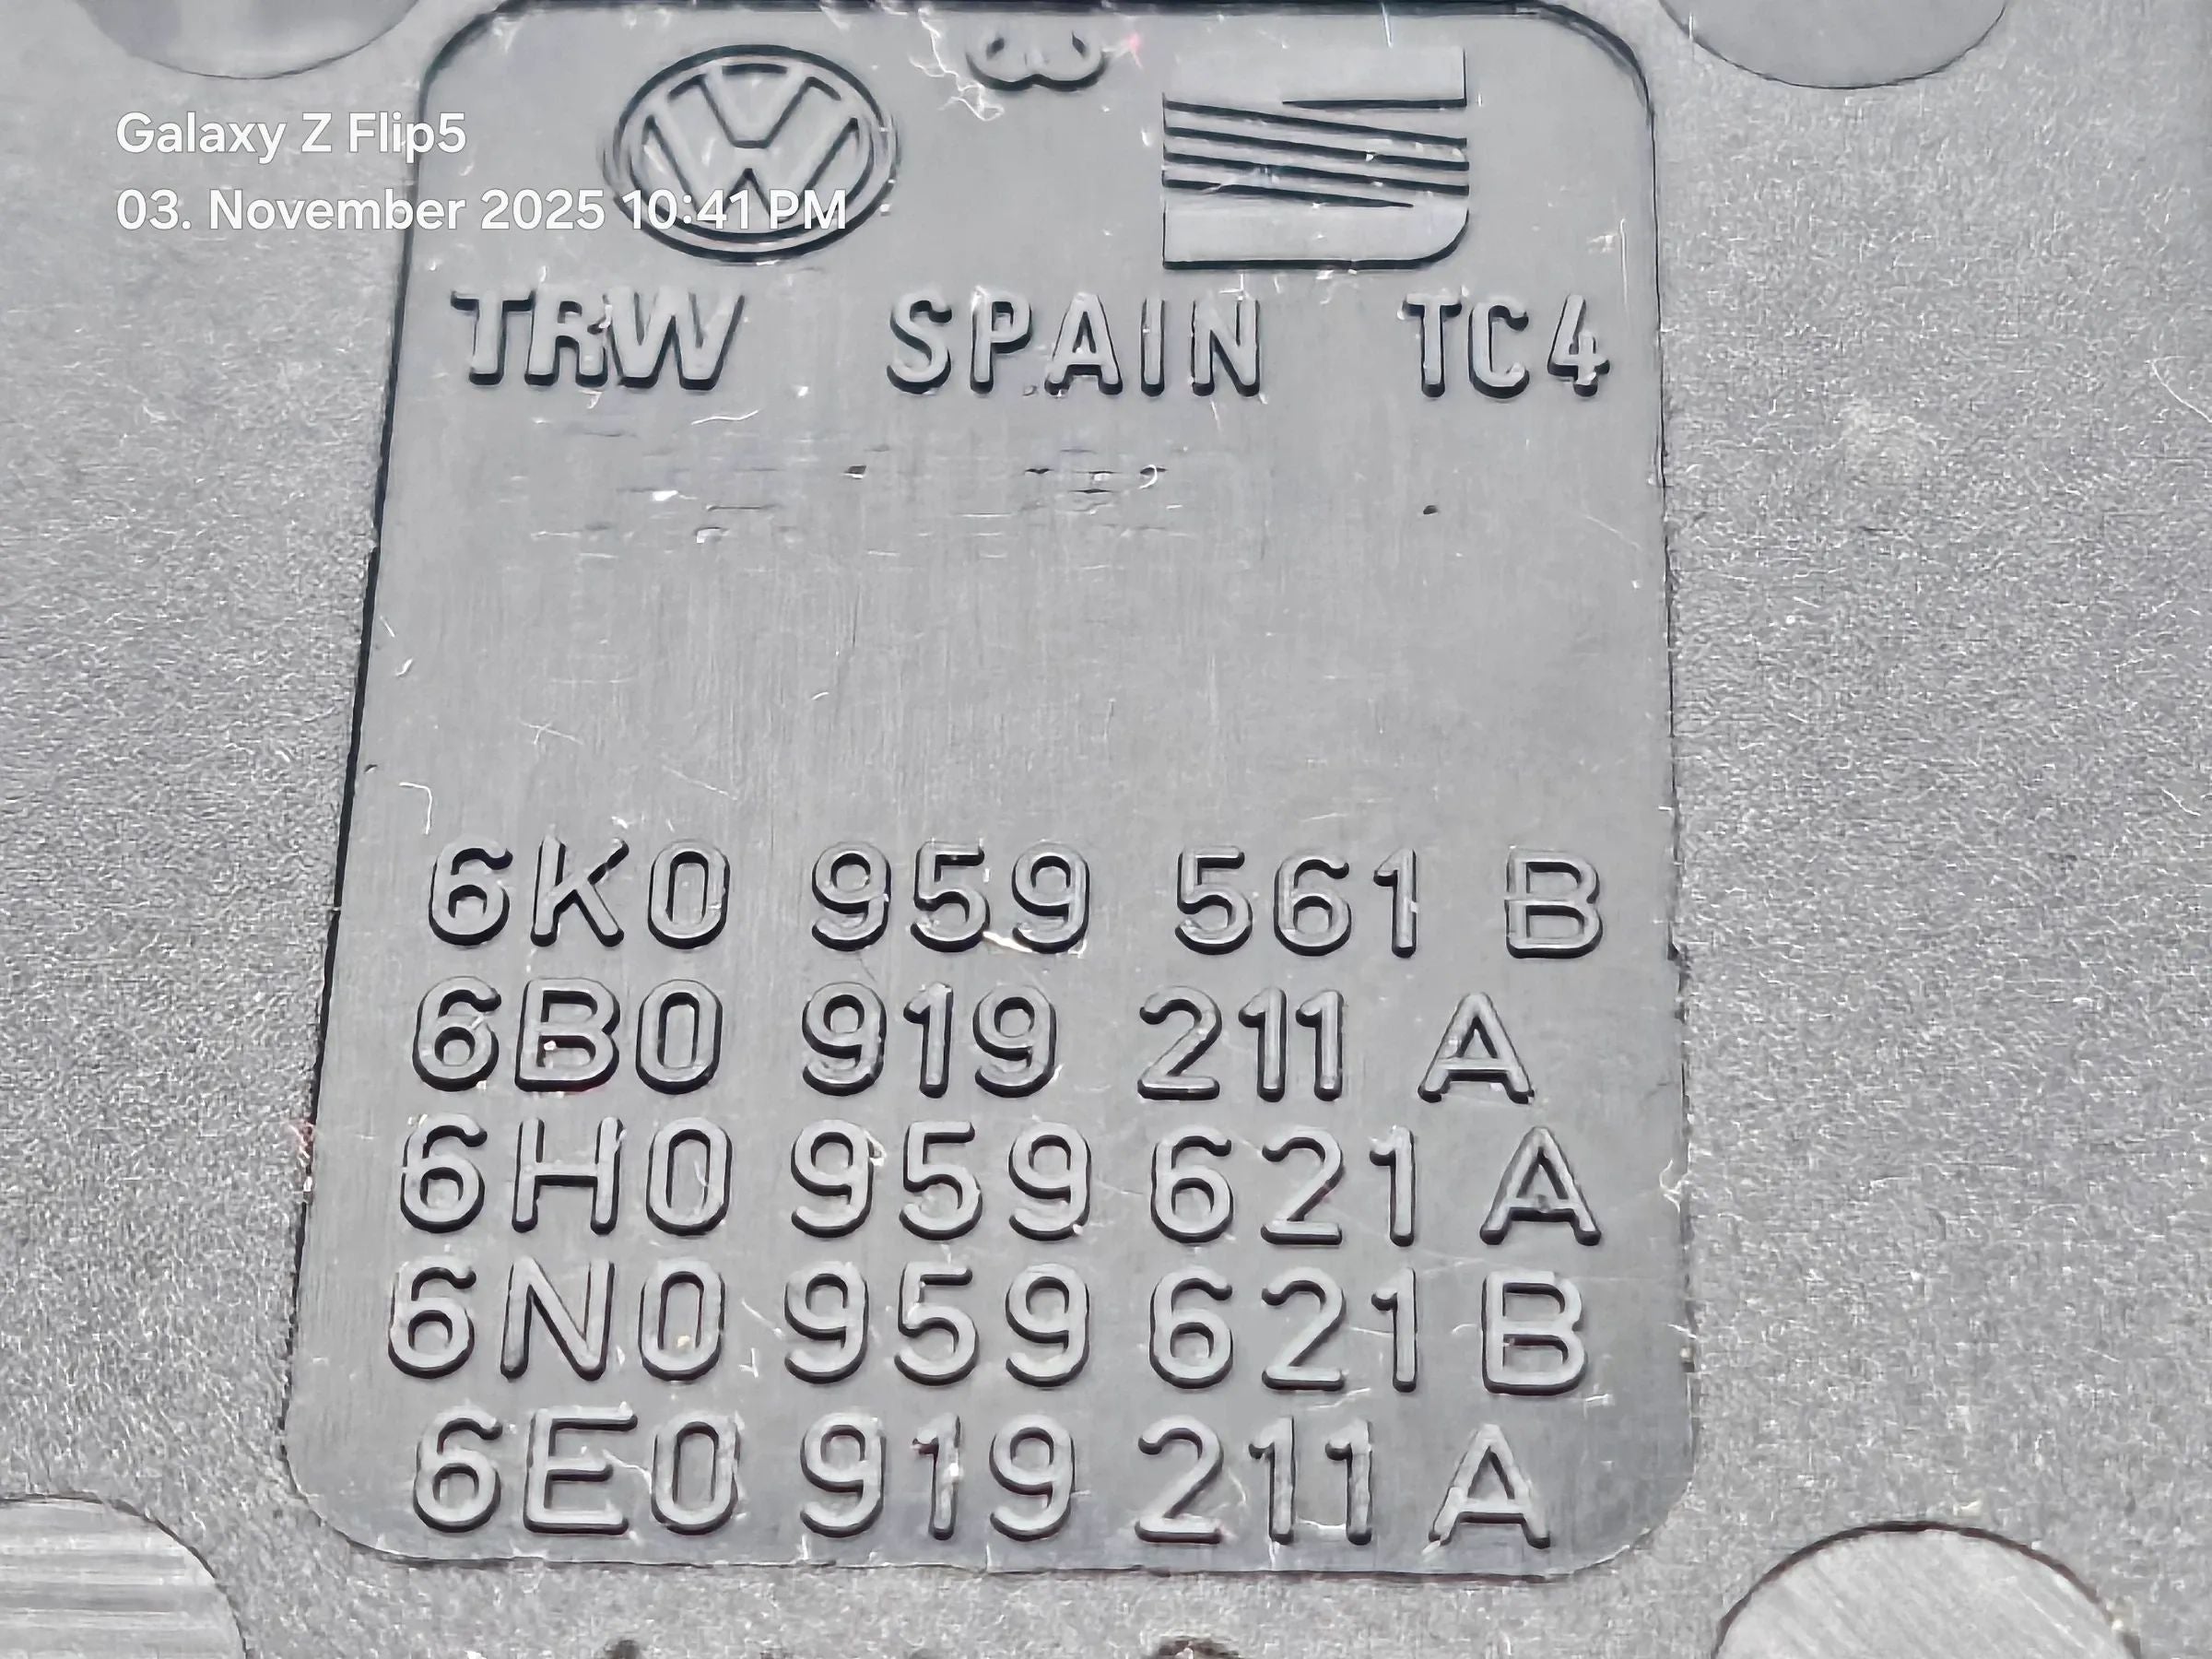 Galaxy Z Flip5
03. November 2025 10:41 PM
TRW SPAIN TC4
6K0 959 561 B
6B0 919 211 A
6H0 959 621 A
6N0 959 621 B
6E0 919 211 A